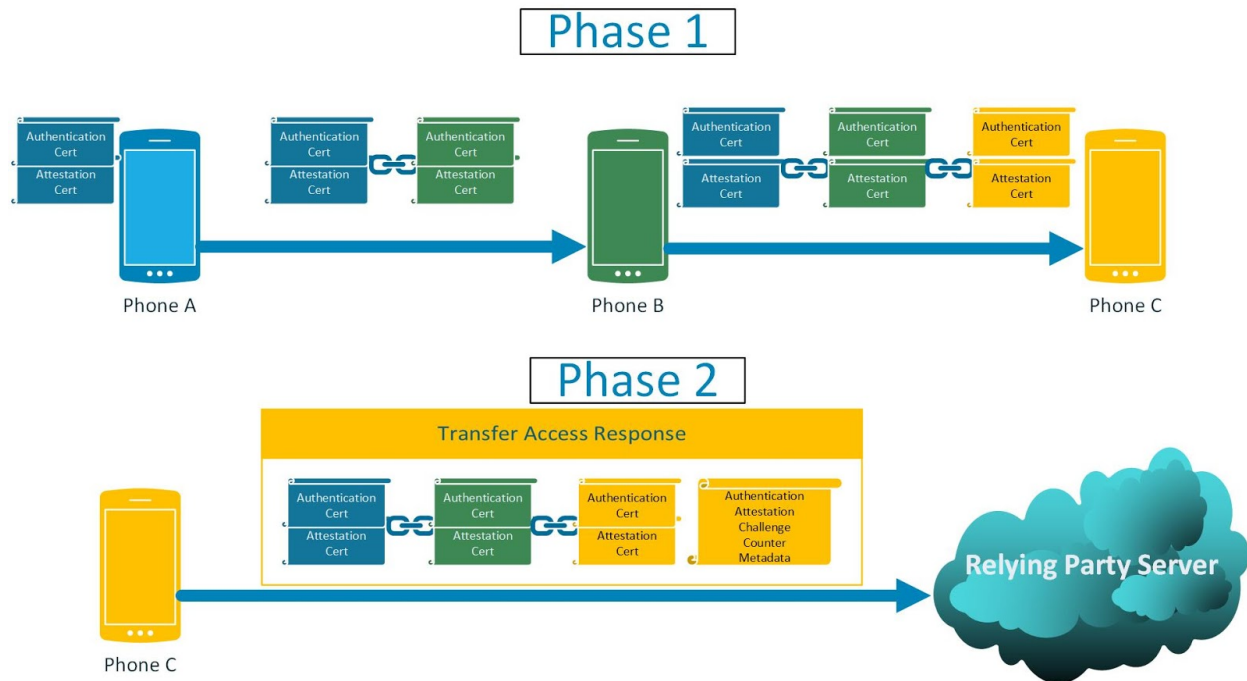 Phase 1
Authentication
Cert
Attestation
Cert
Authentication
Cert
Attestation
Cert
Authentication
Cert
Attestation
Cert
Authentication
Cert
Attestation
Cert
Authentication
Cert
Attestation
Cert
Authentication
Cert
Attestation
Cert
Phone A
Phone B
Phone C
Phase 2
Transfer Access Response
Authentication
Cert
Attestation
Cert
Authentication
Cert
Attestation
Cert
Authentication
Cert
Attestation
Cert
Authentication
Attestation
Challenge
Counter
Metadata
Relying Party Server
Phone C